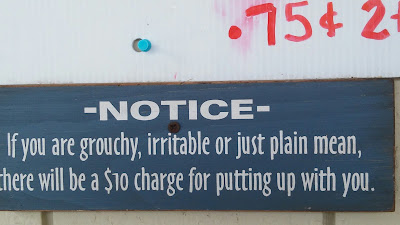 .75¢ 2
-NOTICE-
If you are grouchy, irritable or just plain mean,
there will be a $10 charge for putting up with you.